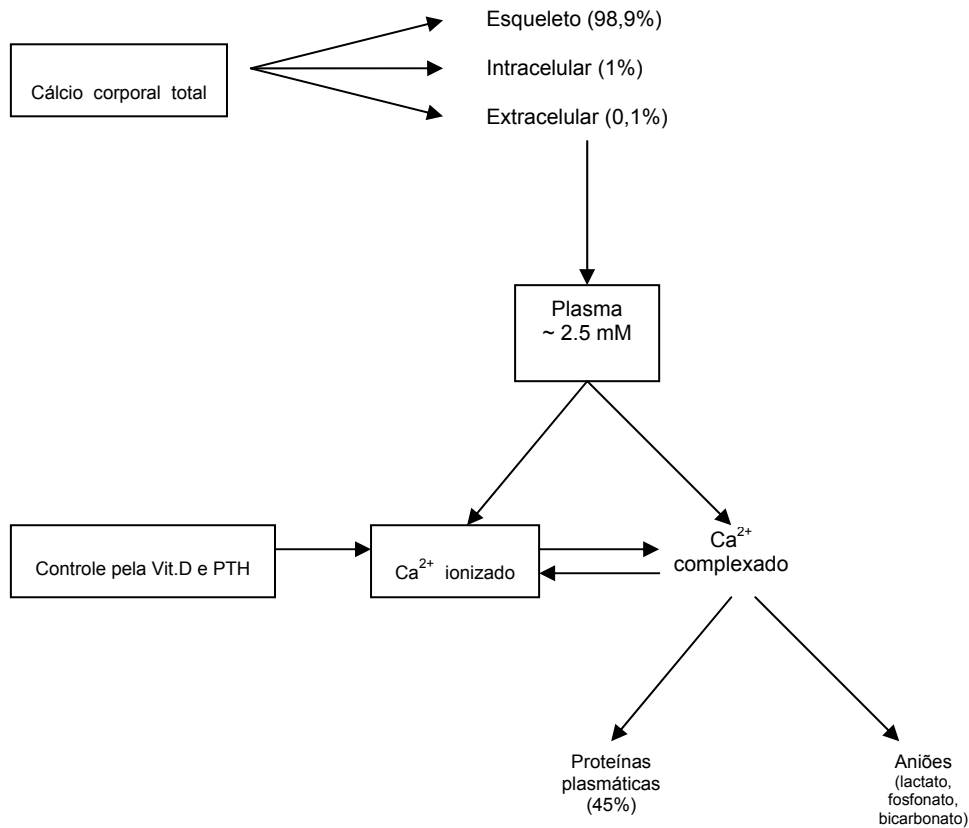 Esqueleto (98,9%)
Cálcio corporal total
Intracelular (1%)
Extracelular (0,1%)
Plasma
~ 2.5 mM
Controle pela Vit.D e PTH
Ca²⁺ ionizado
Ca²⁺
complexado
Proteínas
plasmáticas
(45%)
Aniões
(lactato,
fosfonato,
bicarbonato)